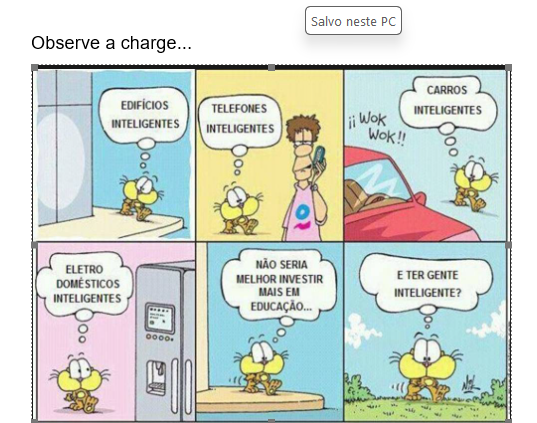 Salvo neste PC
Observe a charge...
EDIFÍCIOS
INTELIGENTES
TELEFONES
INTELIGENTES
¡¡WOK
WOK!!
CARROS
INTELIGENTES
ELETRO
DOMÉSTICOS
INTELIGENTES
NÃO SERIA
MELHOR INVESTIR
MAIS EM
EDUCAÇÃO...
E TER GENTE
INTELIGENTE?